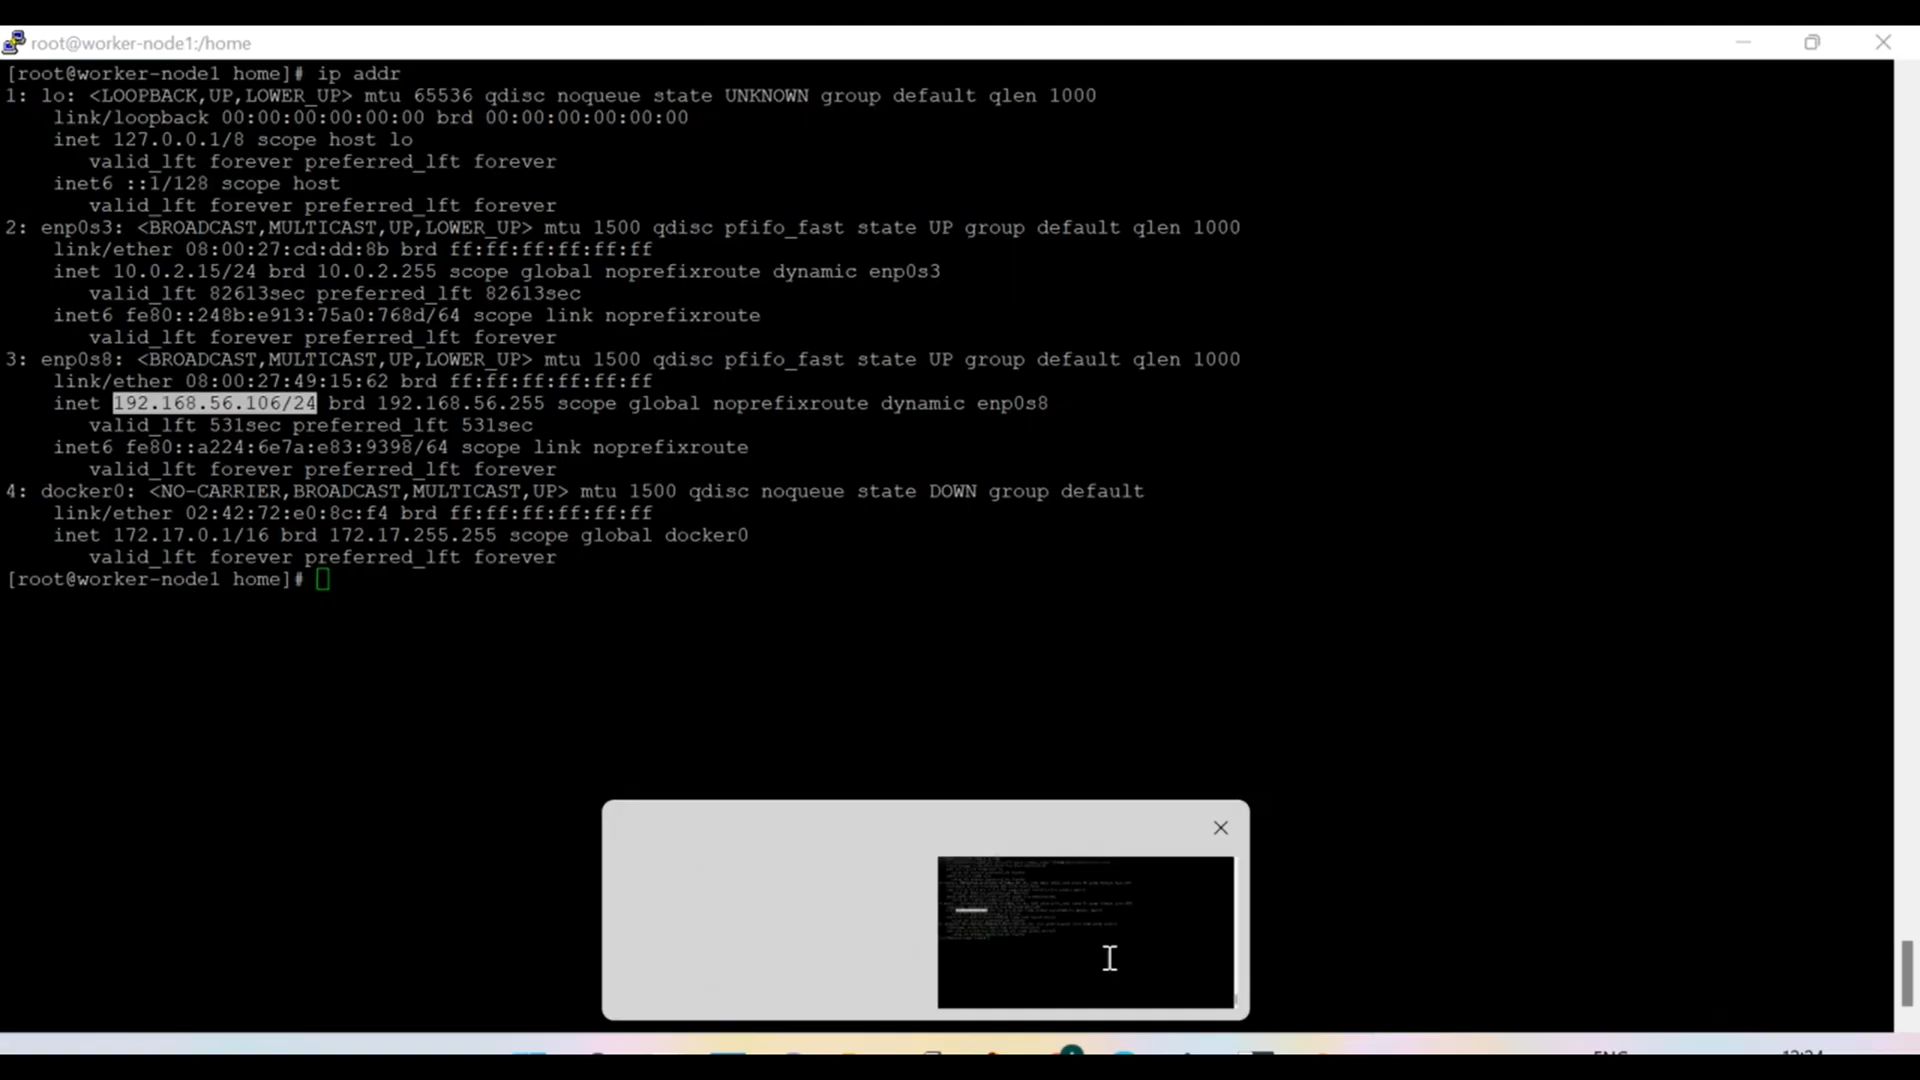 root@worker-node1:/home
[root@worker-node1 home]# ip addr
1: lo: <LOOPBACK,UP,LOWER_UP> mtu 65536 qdisc noqueue state UNKNOWN group default qlen 1000
link/loopback 00:00:00:00:00:00 brd 00:00:00:00:00:00
inet 127.0.0.1/8 scope host lo
valid_lft forever preferred_lft forever
inet6 ::1/128 scope host
valid_lft forever preferred_lft forever
2: enp0s3: <BROADCAST,MULTICAST,UP,LOWER_UP> mtu 1500 qdisc pfifo_fast state UP group default qlen 1000
link/ether 08:00:27:cd:dd:8b brd ff:ff:ff:ff:ff:ff
inet 10.0.2.15/24 brd 10.0.2.255 scope global noprefixroute dynamic enp0s3
valid_lft 82613sec preferred_lft 82613sec
inet6 fe80::248b:e913:75a0:768d/64 scope link noprefixroute
valid_lft forever preferred_lft forever
3: enp0s8: <BROADCAST,MULTICAST,UP,LOWER_UP> mtu 1500 qdisc pfifo_fast state UP group default qlen 1000
link/ether 08:00:27:49:15:62 brd ff:ff:ff:ff:ff:ff
inet 192.168.56.106/24 brd 192.168.56.255 scope global noprefixroute dynamic enp0s8
valid_lft 531sec preferred_lft 531sec
inet6 fe80::a224:6e7a:e83:9398/64 scope link noprefixroute
valid_lft forever preferred_lft forever
4: docker0: <NO-CARRIER,BROADCAST,MULTICAST,UP> mtu 1500 qdisc noqueue state DOWN group default
link/ether 02:42:72:e0:8c:f4 brd ff:ff:ff:ff:ff:ff
inet 172.17.0.1/16 brd 172.17.255.255 scope global docker0
valid_lft forever preferred_lft forever
[root@worker-node1 home]#